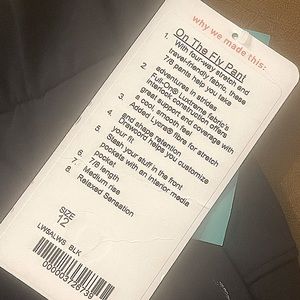 why we made this:
On The Fly Pant
1. With four-way stretch and
travel-friendly fabric, these
7/8 pants help you take
adventures in strides
2. Full-On® Luxtreme fabric's
interlock construction offers
great support and coverage with
a cool, smooth feel
3. Added Lycra® fibre for stretch
and shape retention
4. Drawcord helps you customize
your fit
5. Stash your stuff in the front
pockets with an interior media
pocket
6. 7/8 length
7. Medium rise
8. Relaxed Sensation
SIZE
12
LW5ALWS BLK